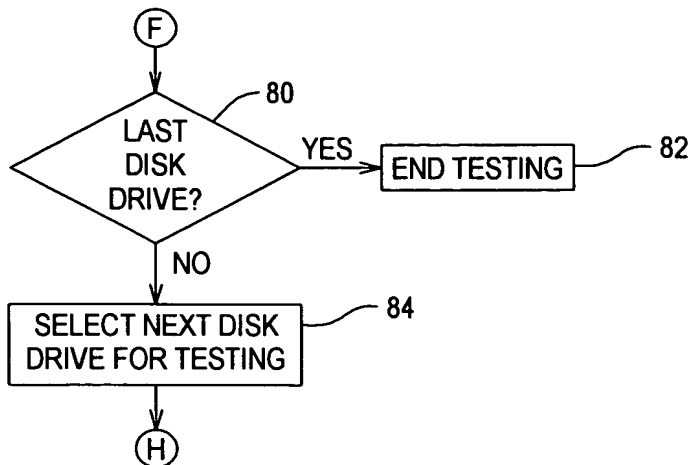 F
80
LAST
DISK
DRIVE?
YES
END TESTING
82
NO
SELECT NEXT DISK
DRIVE FOR TESTING
84
H